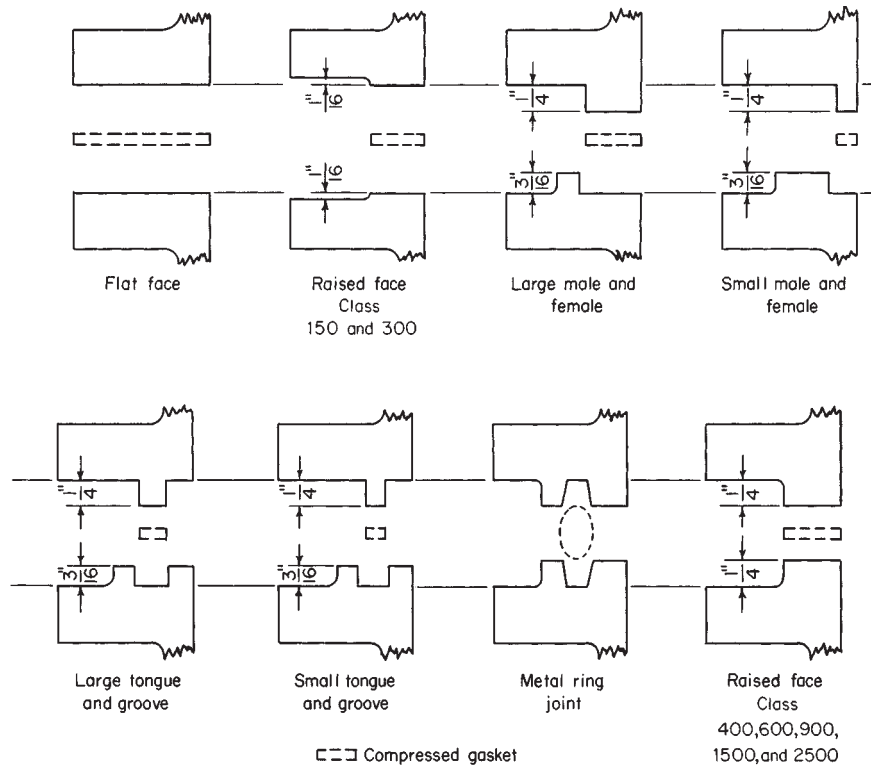 1"
16
1"
4
1"
4
1"
16
3"
16
3"
16
Flat face
Raised face
Class
150 and 300
Large male and
female
Small male and
female
1"
4
1"
4
1"
4
3"
16
3"
16
1"
4
Large tongue
and groove
Small tongue
and groove
Metal ring
joint
Raised face
Class
400,600,900,
1500,and 2500
Compressed gasket